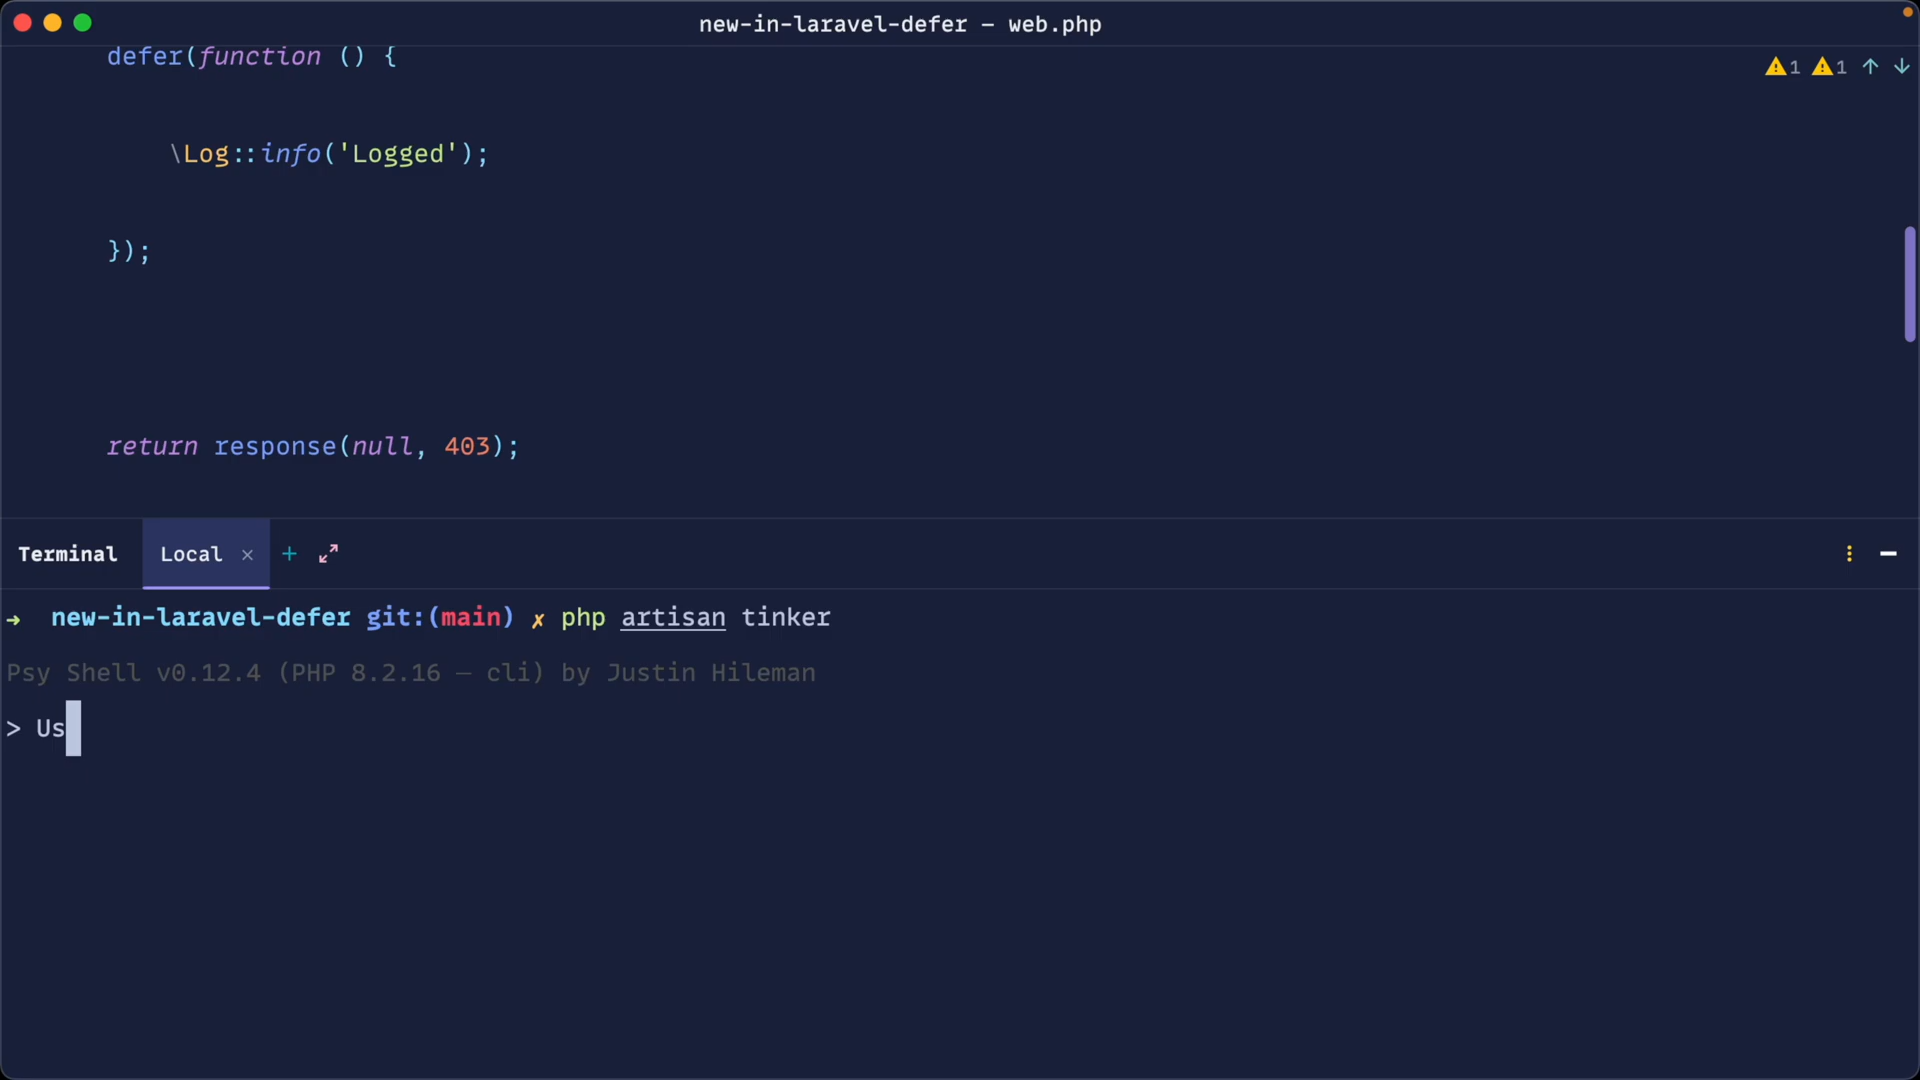 new-in-laravel-defer – web.php
defer(function () {
1 1
\Log::info('Logged');
});
return response(null, 403);
Terminal Local
→ new-in-laravel-defer git:(main) ✗ php artisan tinker
Psy Shell v0.12.4 (PHP 8.2.16 — cli) by Justin Hileman
> Us